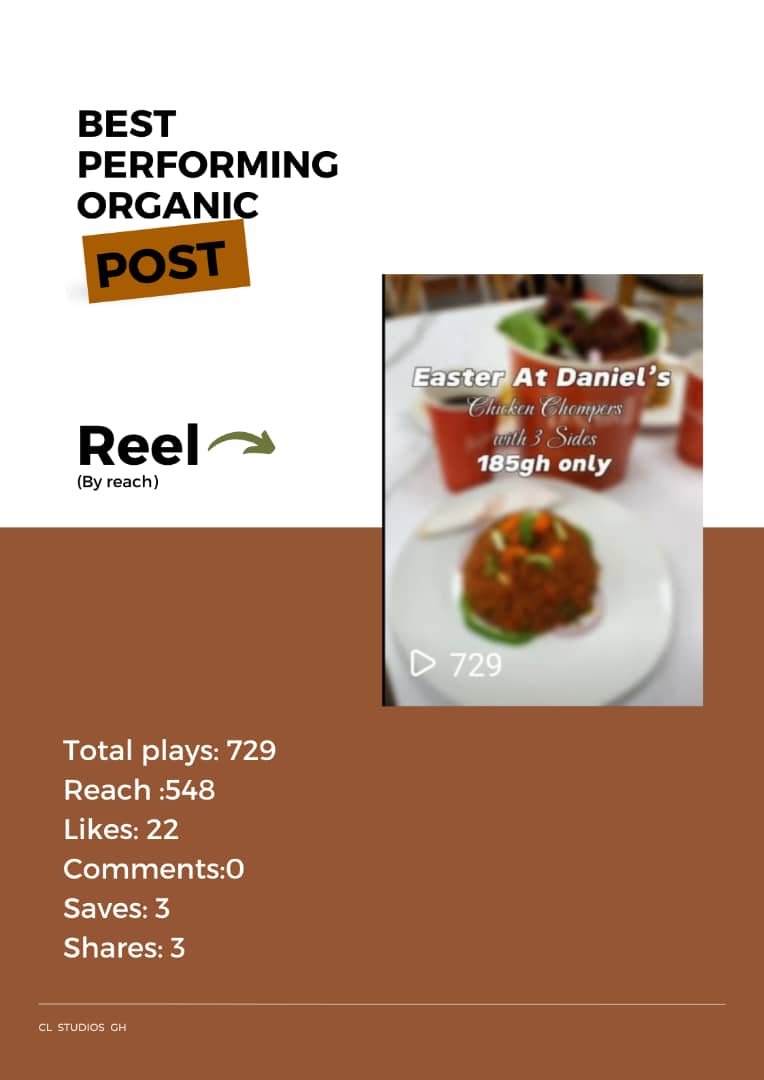 BEST
PERFORMING
ORGANIC
POST
Reel
(By reach)
Easter At Daniel's
Chicken Chompers
with 3 Sides
185gh only
729
Total plays: 729
Reach :548
Likes: 22
Comments:0
Saves: 3
Shares: 3
CL STUDIOS GH